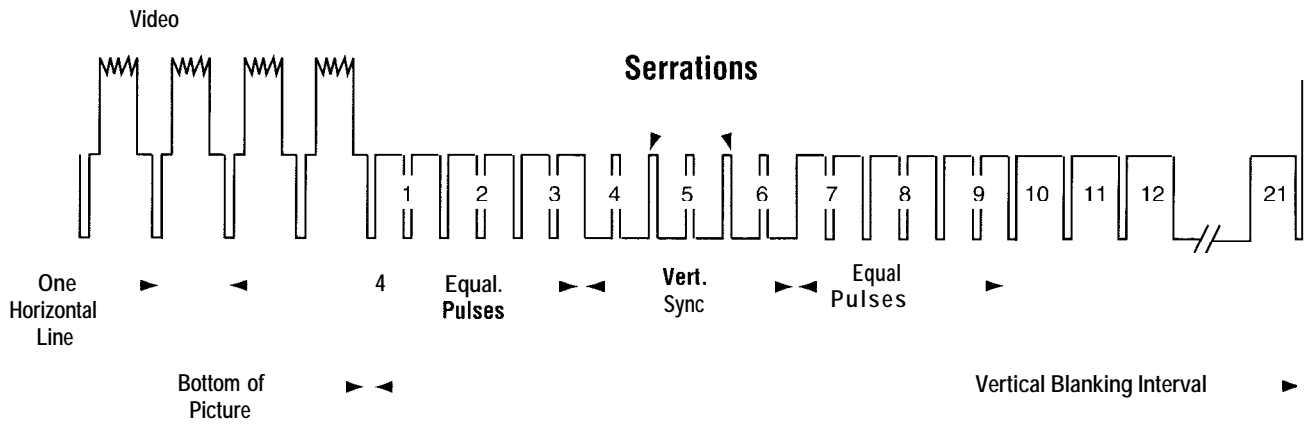 Video
Serrations
1 2 3 4 5 6 7 8 9 10 11 12 21
One
Horizontal
Line
4
Equal.
Pulses
Vert.
Sync
Equal
Pulses
Bottom of
Picture
Vertical Blanking Interval